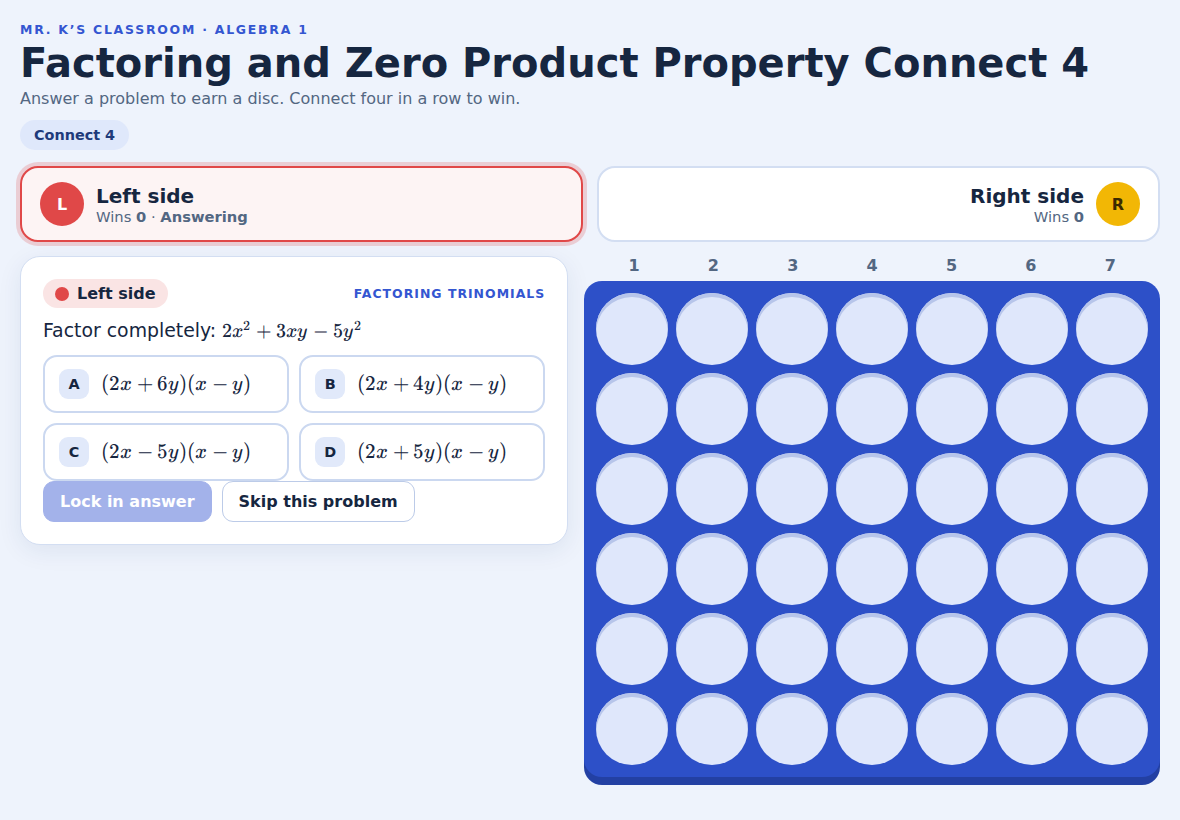 MR. K’S CLASSROOM · ALGEBRA 1
Factoring and Zero Product Property Connect 4
Answer a problem to earn a disc. Connect four in a row to win.
Connect 4
L
Left side
Wins 0 · Answering
Right side
Wins 0
R
Left side
FACTORING TRINOMIALS
Factor completely: 2x² + 3xy − 5y²
A (2x + 6y)(x − y)
B (2x + 4y)(x − y)
C (2x − 5y)(x − y)
D (2x + 5y)(x − y)
Lock in answer
Skip this problem
1 2 3 4 5 6 7